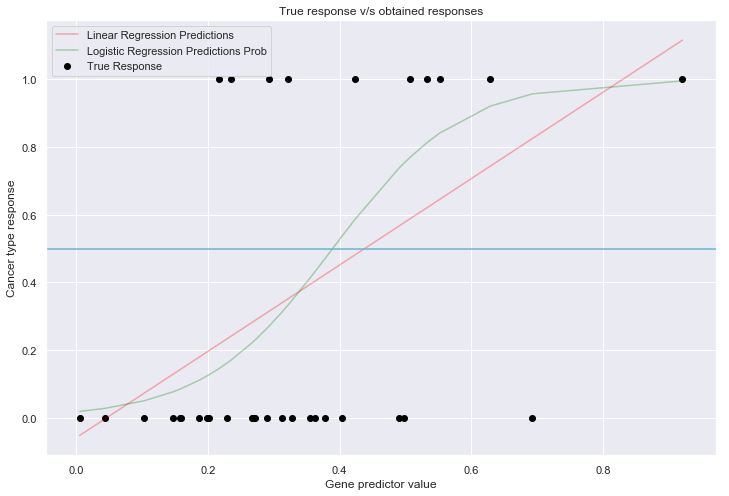 True response v/s obtained responses
Linear Regression Predictions
Logistic Regression Predictions Prob
True Response
1.0
0.8
0.6
0.4
0.2
0.0
Cancer type response
0.0 0.2 0.4 0.6 0.8
Gene predictor value